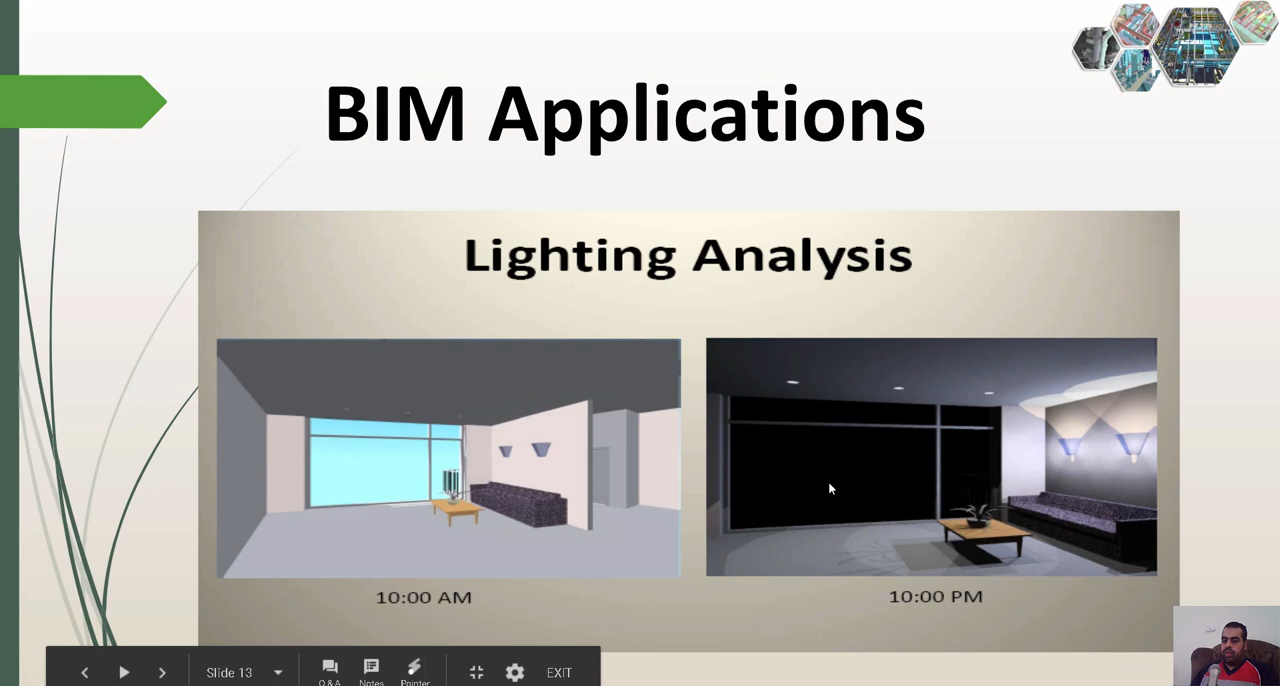 BIM Applications
Lighting Analysis
10:00 AM
10:00 PM
Slide 13
Q & A
Notes
Pointer
EXIT